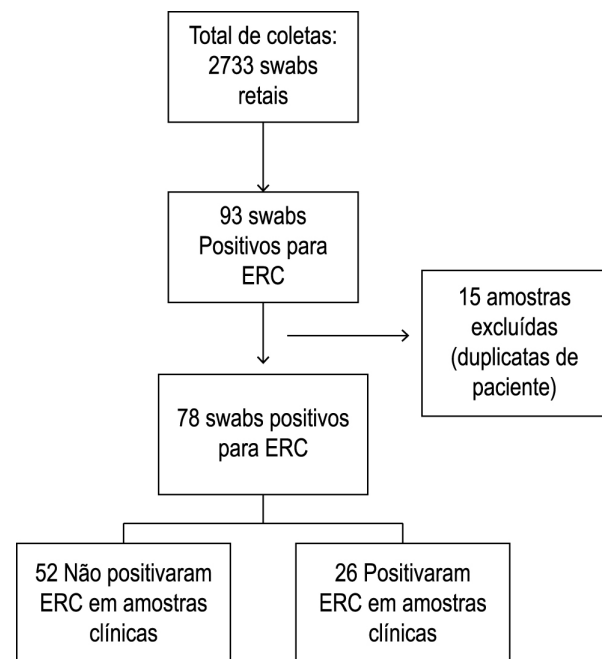 Total de coletas:
2733 swabs
retais
93 swabs
Positivos para
ERC
15 amostras
excluídas
(duplicatas de
paciente)
78 swabs positivos
para ERC
52 Não positivaram
ERC em amostras
clínicas
26 Positivaram
ERC em amostras
clínicas